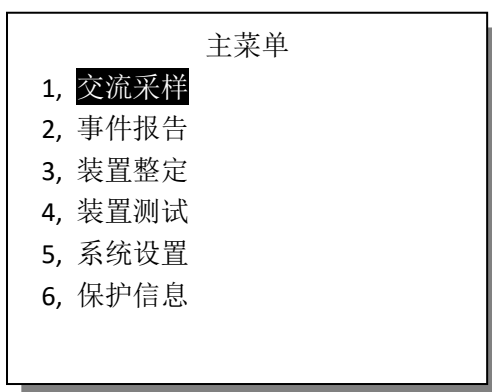 主菜单
1, 交流采样
2, 事件报告
3, 装置整定
4, 装置测试
5, 系统设置
6, 保护信息